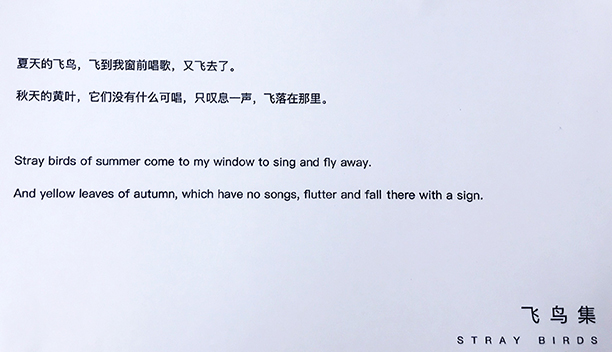 夏天的飞鸟，飞到我窗前唱歌，又飞去了。
秋天的黄叶，它们没有什么可唱，只叹息一声，飞落在那里。
Stray birds of summer come to my window to sing and fly away.
And yellow leaves of autumn, which have no songs, flutter and fall there with a sign.
飞鸟集
STRAY BIRDS